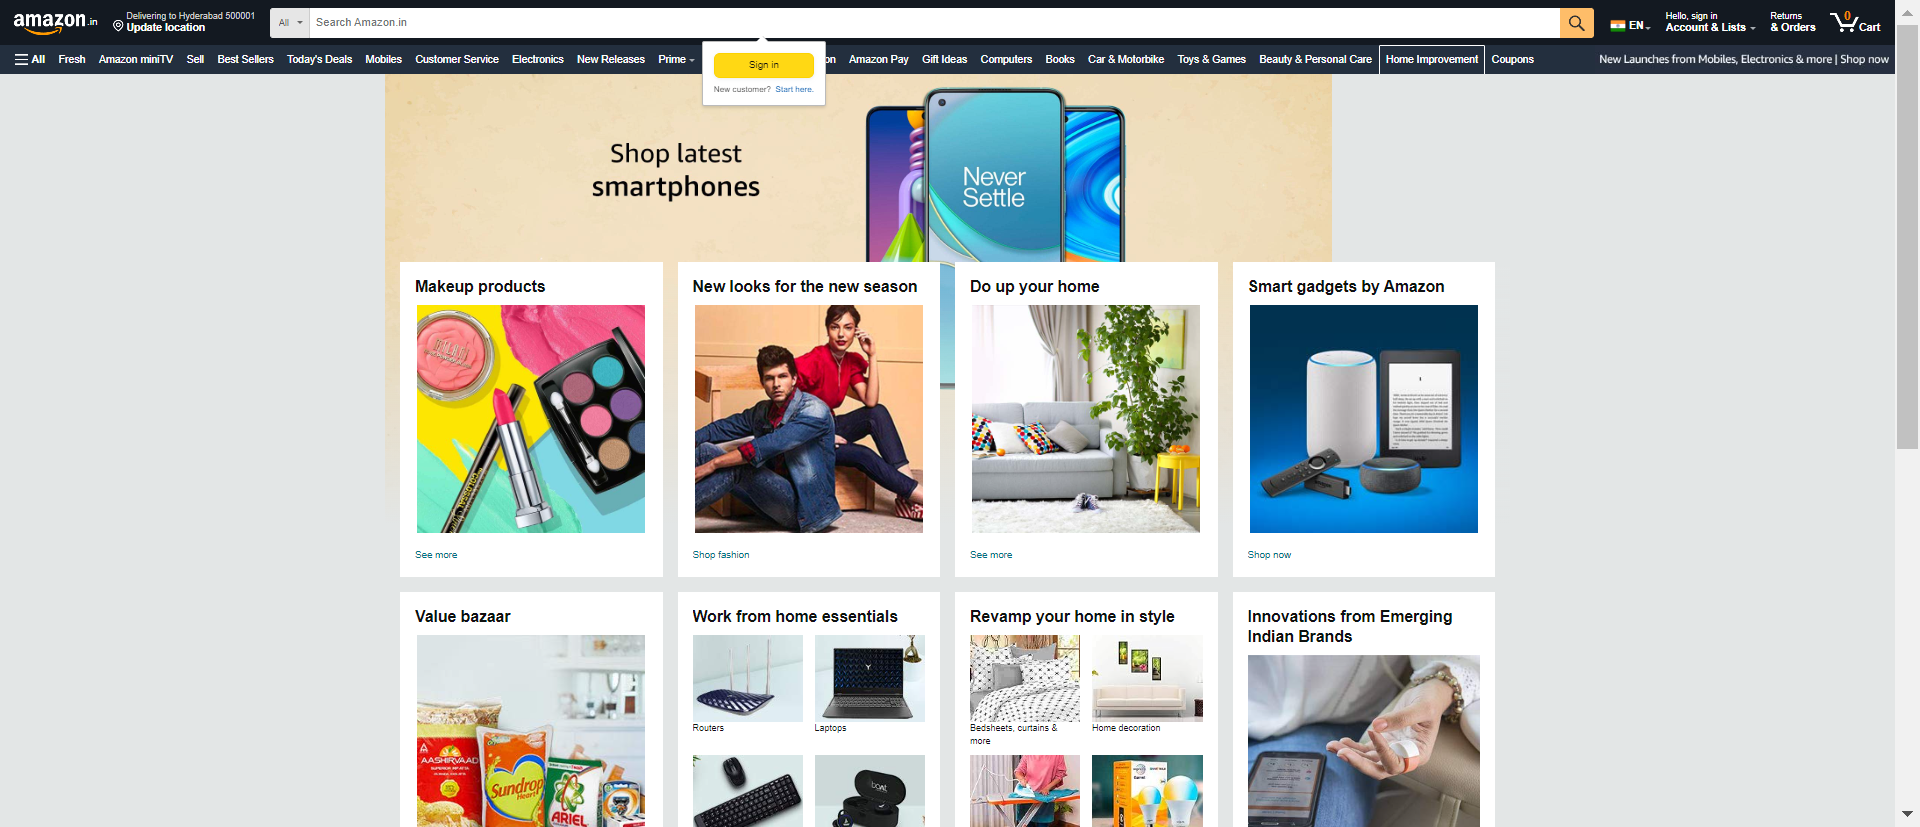 amazon.in
Delivering to Hyderabad 500001
Update location
All
Search Amazon.in
EN
Hello, sign in
Account & Lists
Returns
& Orders
0
Cart
All Fresh Amazon miniTV Sell Best Sellers Today's Deals Mobiles Customer Service Electronics New Releases Prime on Amazon Pay Gift Ideas Computers Books Car & Motorbike Toys & Games Beauty & Personal Care Home Improvement Coupons
New Launches from Mobiles, Electronics & more | Shop now
Sign in
New customer? Start here.
Shop latest
smartphones
Never
Settle
Makeup products
See more
New looks for the new season
Shop fashion
Do up your home
See more
Smart gadgets by Amazon
Shop now
Value bazaar
AASHIRVAAD
Sundrop
Heart
ARIEL
Work from home essentials
Routers
Laptops
boAt
Revamp your home in style
Bedsheets, curtains &
more
Home decoration
Innovations from Emerging
Indian Brands